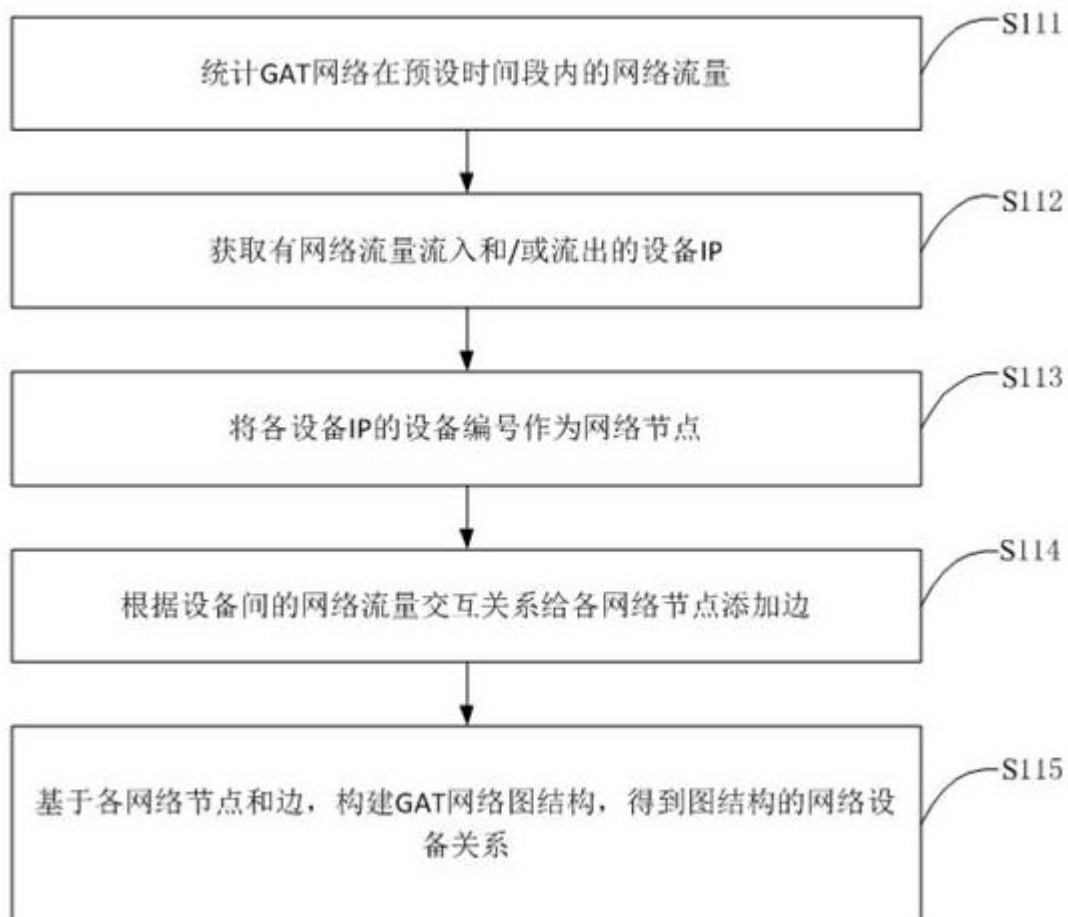 统计GAT网络在预设时间段内的网络流量
S111
获取有网络流量流入和/或流出的设备IP
S112
将各设备IP的设备编号作为网络节点
S113
根据设备间的网络流量交互关系给各网络节点添加边
S114
基于各网络节点和边，构建GAT网络图结构，得到图结构的网络设
备关系
S115